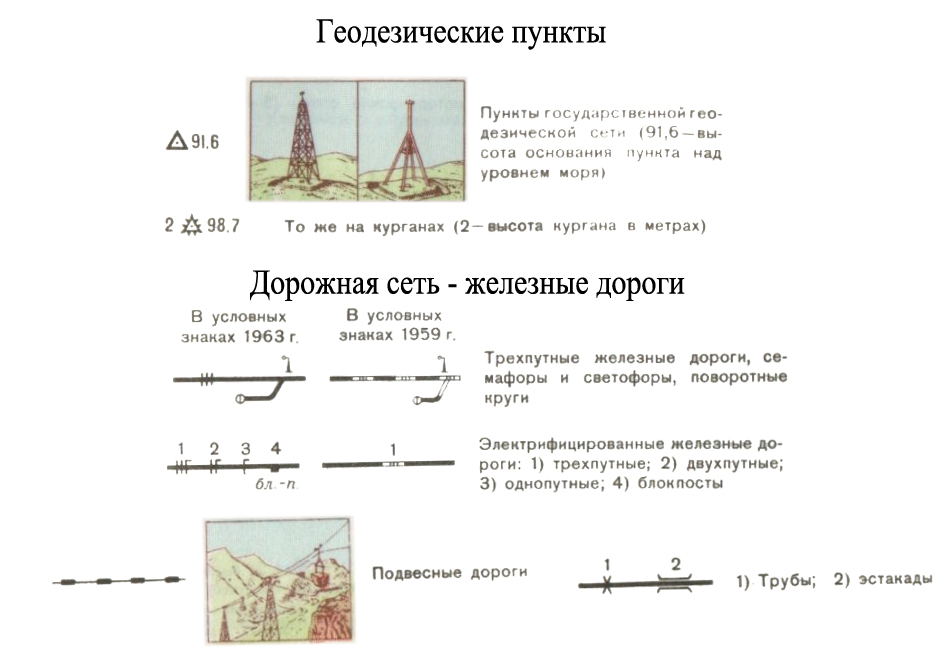 Геодезические пункты
91.6
Пункты государственной гео-
дезической сети (91,6—вы-
сота основания пункта над
уровнем моря)
2 98.7 То же на курганах (2—высота кургана в метрах)
Дорожная сеть - железные дороги
В условных
знаках 1963 г.
В условных
знаках 1959 г.
Трехпутные железные дороги, се-
мафоры и светофоры, поворотные
круги
1 2 3 4
бл.-п.
1
Электрифицированные железные до-
роги: 1) трехпутные; 2) двухпутные;
3) однопутные; 4) блокпосты
Подвесные дороги
1 2
1) Трубы; 2) эстакады